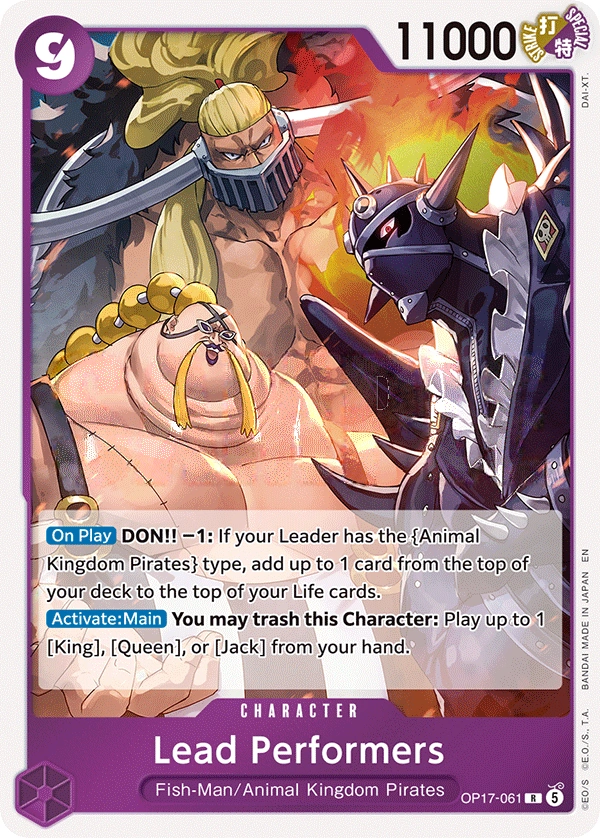 9
11000
STRIKE 打 特 SPECIAL
DAI-XT.
On Play DON!! −1: If your Leader has the {Animal
Kingdom Pirates} type, add up to 1 card from the top of
your deck to the top of your Life cards.
Activate:Main You may trash this Character: Play up to 1
[King], [Queen], or [Jack] from your hand.
CHARACTER
Lead Performers
Fish-Man/Animal Kingdom Pirates
OP17-061 R 5
©E.O/S ©E.O./S., T.A. BANDAI MADE IN JAPAN EN